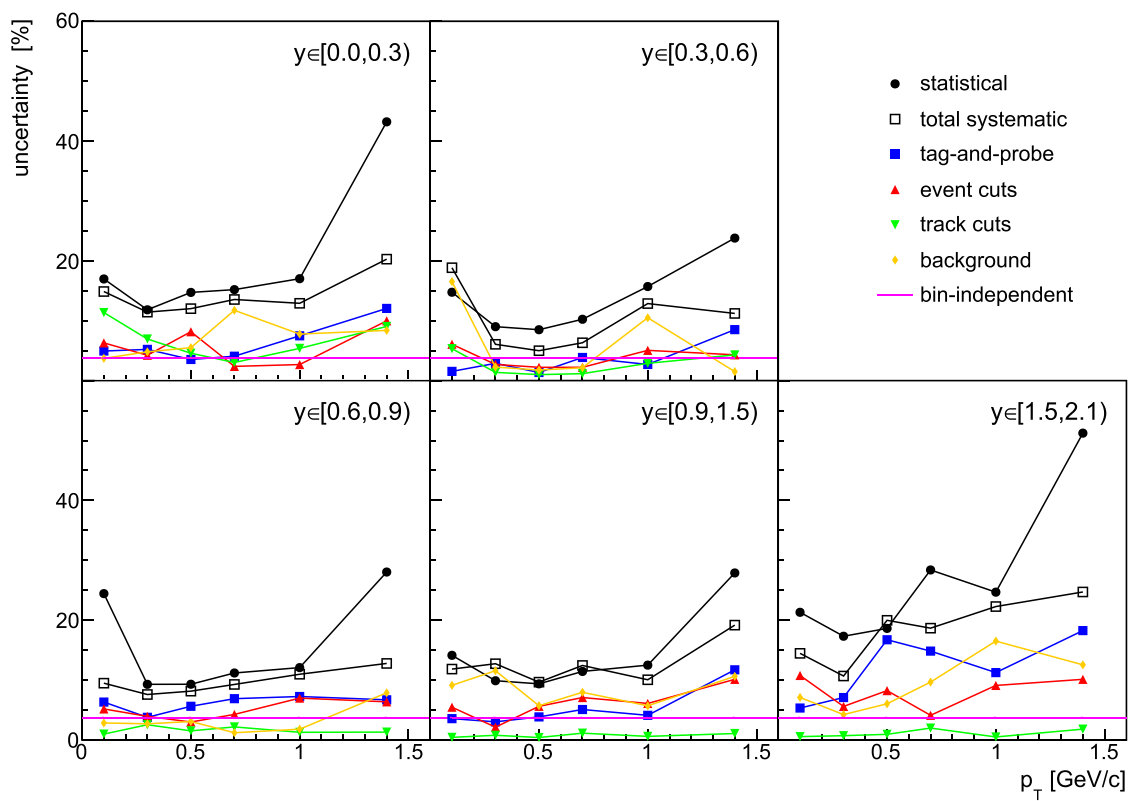 uncertainty [%]
60
40
20
y∈[0.0,0.3)
y∈[0.3,0.6)
statistical
total systematic
tag-and-probe
event cuts
track cuts
background
bin-independent
y∈[0.6,0.9)
y∈[0.9,1.5)
y∈[1.5,2.1)
40
20
0
0 0.5 1 1.5
0 0.5 1 1.5
0.5 1 1.5
p_T [GeV/c]